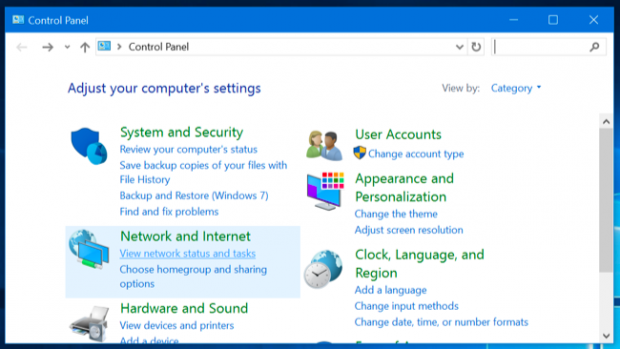 Control Panel
Control Panel
Adjust your computer's settings
View by: Category
System and Security
Review your computer's status
Save backup copies of your files with
File History
Backup and Restore (Windows 7)
Find and fix problems
Network and Internet
View network status and tasks
Choose homegroup and sharing
options
Hardware and Sound
View devices and printers
Add a device
User Accounts
Change account type
Appearance and
Personalization
Change the theme
Adjust screen resolution
Clock, Language, and
Region
Add a language
Change input methods
Change date, time, or number formats